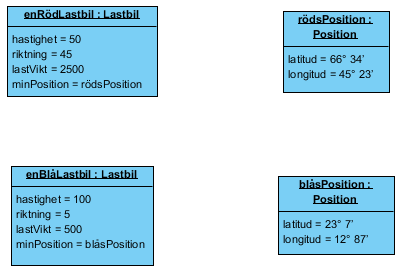 enRödLastbil : Lastbil
hastighet = 50
riktning = 45
lastVikt = 2500
minPosition = rödsPosition
rödsPosition :
Position
latitud = 66° 34'
longitud = 45° 23'
enBlåLastbil : Lastbil
hastighet = 100
riktning = 5
lastVikt = 500
minPosition = blåsPosition
blåsPosition :
Position
latitud = 23° 7'
longitud = 12° 87'